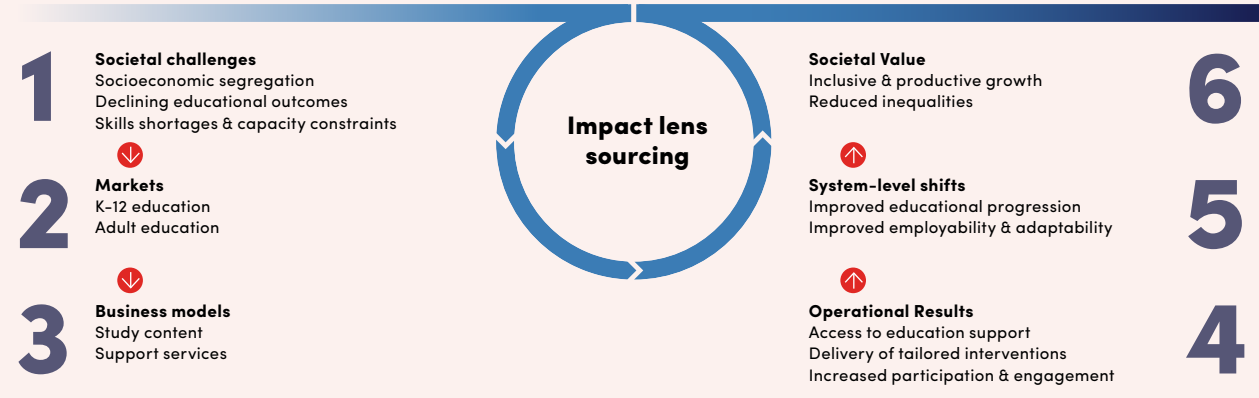 1
Societal challenges
Socioeconomic segregation
Declining educational outcomes
Skills shortages & capacity constraints
2
Markets
K-12 education
Adult education
3
Business models
Study content
Support services
Impact lens
sourcing
Societal Value
Inclusive & productive growth
Reduced inequalities
6
System-level shifts
Improved educational progression
Improved employability & adaptability
5
Operational Results
Access to education support
Delivery of tailored interventions
Increased participation & engagement
4